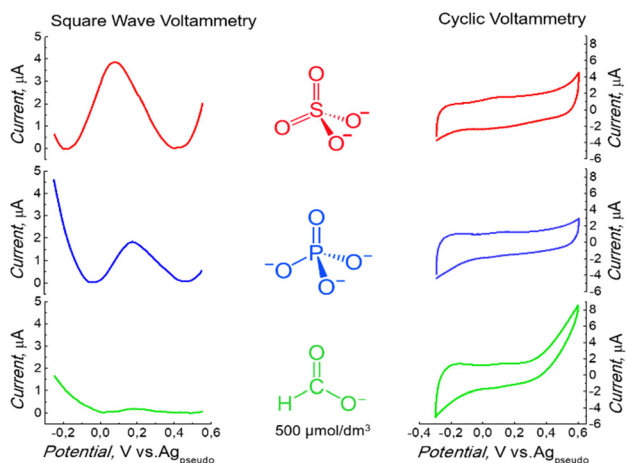 Square Wave Voltammetry
Cyclic Voltammetry
Current, µA
5
4
3
2
1
0
O
S
O
O⁻
O⁻
8
6
4
2
0
-2
-4
-6
Current, µA
Current, µA
5
4
3
2
1
0
O
P
⁻O
O⁻
O⁻
8
6
4
2
0
-2
-4
-6
Current, µA
Current, µA
5
4
3
2
1
0
-0,2 0,0 0,2 0,4 0,6
Potential, V vs.Ag pseudo
O
H C O⁻
500 µmol/dm³
8
6
4
2
0
-2
-4
-6
Current, µA
-0,2 0,0 0,2 0,4 0,6
Potential, V vs.Ag pseudo